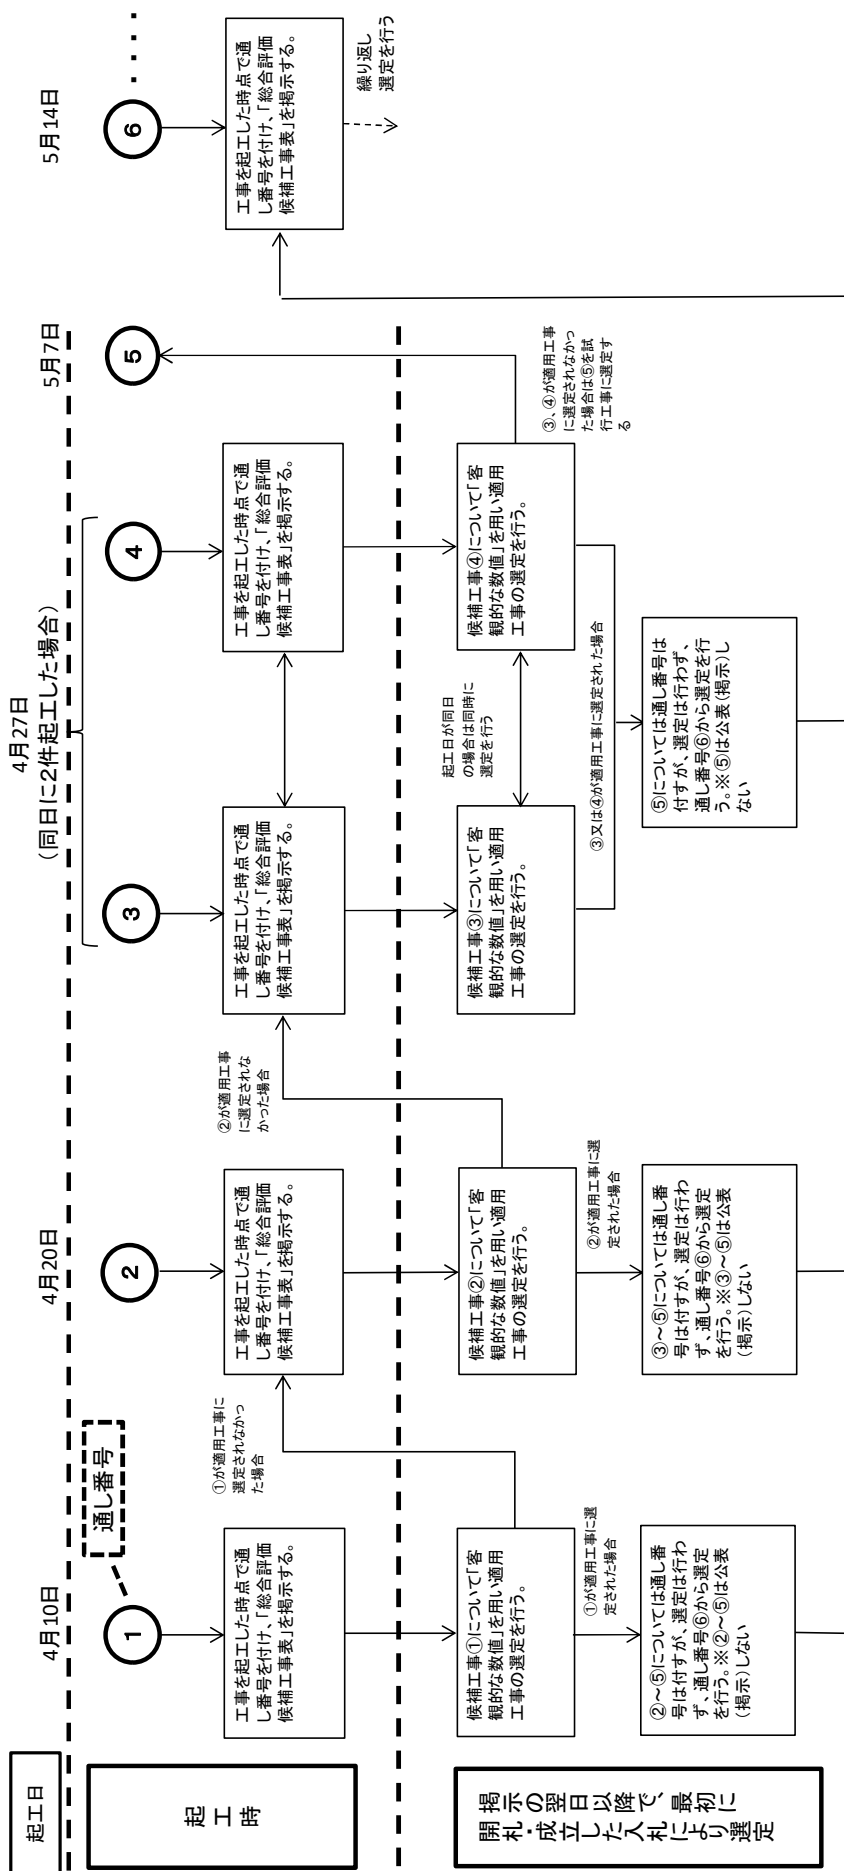 起工日
4月10日
4月20日
4月27日
(同日に2件起工した場合)
5月7日
5月14日
通し番号
1
2
3
4
5
6
・・・・
起工時
工事を起工した時点で通
し番号を付け、「総合評価
候補工事表」を掲示する。
工事を起工した時点で通
し番号を付け、「総合評価
候補工事表」を掲示する。
工事を起工した時点で通
し番号を付け、「総合評価
候補工事表」を掲示する。
工事を起工した時点で通
し番号を付け、「総合評価
候補工事表」を掲示する。
工事を起工した時点で通
し番号を付け、「総合評価
候補工事表」を掲示する。
繰り返し
選定を行う
①が適用工事に
選定されなかっ
た場合
②が適用工事
に選定されな
かった場合
掲示の翌日以降で、最初に
開札・成立した入札により選定
候補工事①について「客
観的な数値」を用い適用
工事の選定を行う。
候補工事②について「客
観的な数値」を用い適用
工事の選定を行う。
候補工事③について「客
観的な数値」を用い適用
工事の選定を行う。
起工日が同日
の場合は同時に
選定を行う
候補工事④について「客
観的な数値」を用い適用
工事の選定を行う。
③、④が適用工事
に選定されなかっ
た場合は⑤を試
行工事に選定す
る
①が適用工事に選
定された場合
②が適用工事に選
定された場合
③又は④が適用工事に選定された場合
②～⑤については通し番
号は付すが、選定は行わ
ず、通し番号⑥から選定
を行う。※②～⑤は公表
(掲示)しない
③～⑤については通し番
号は付すが、選定は行わ
ず、通し番号⑥から選定
を行う。※③～⑤は公表
(掲示)しない
⑤については通し番号は
付すが、選定は行わず、
通し番号⑥から選定を行
う。※⑤は公表(掲示)し
ない